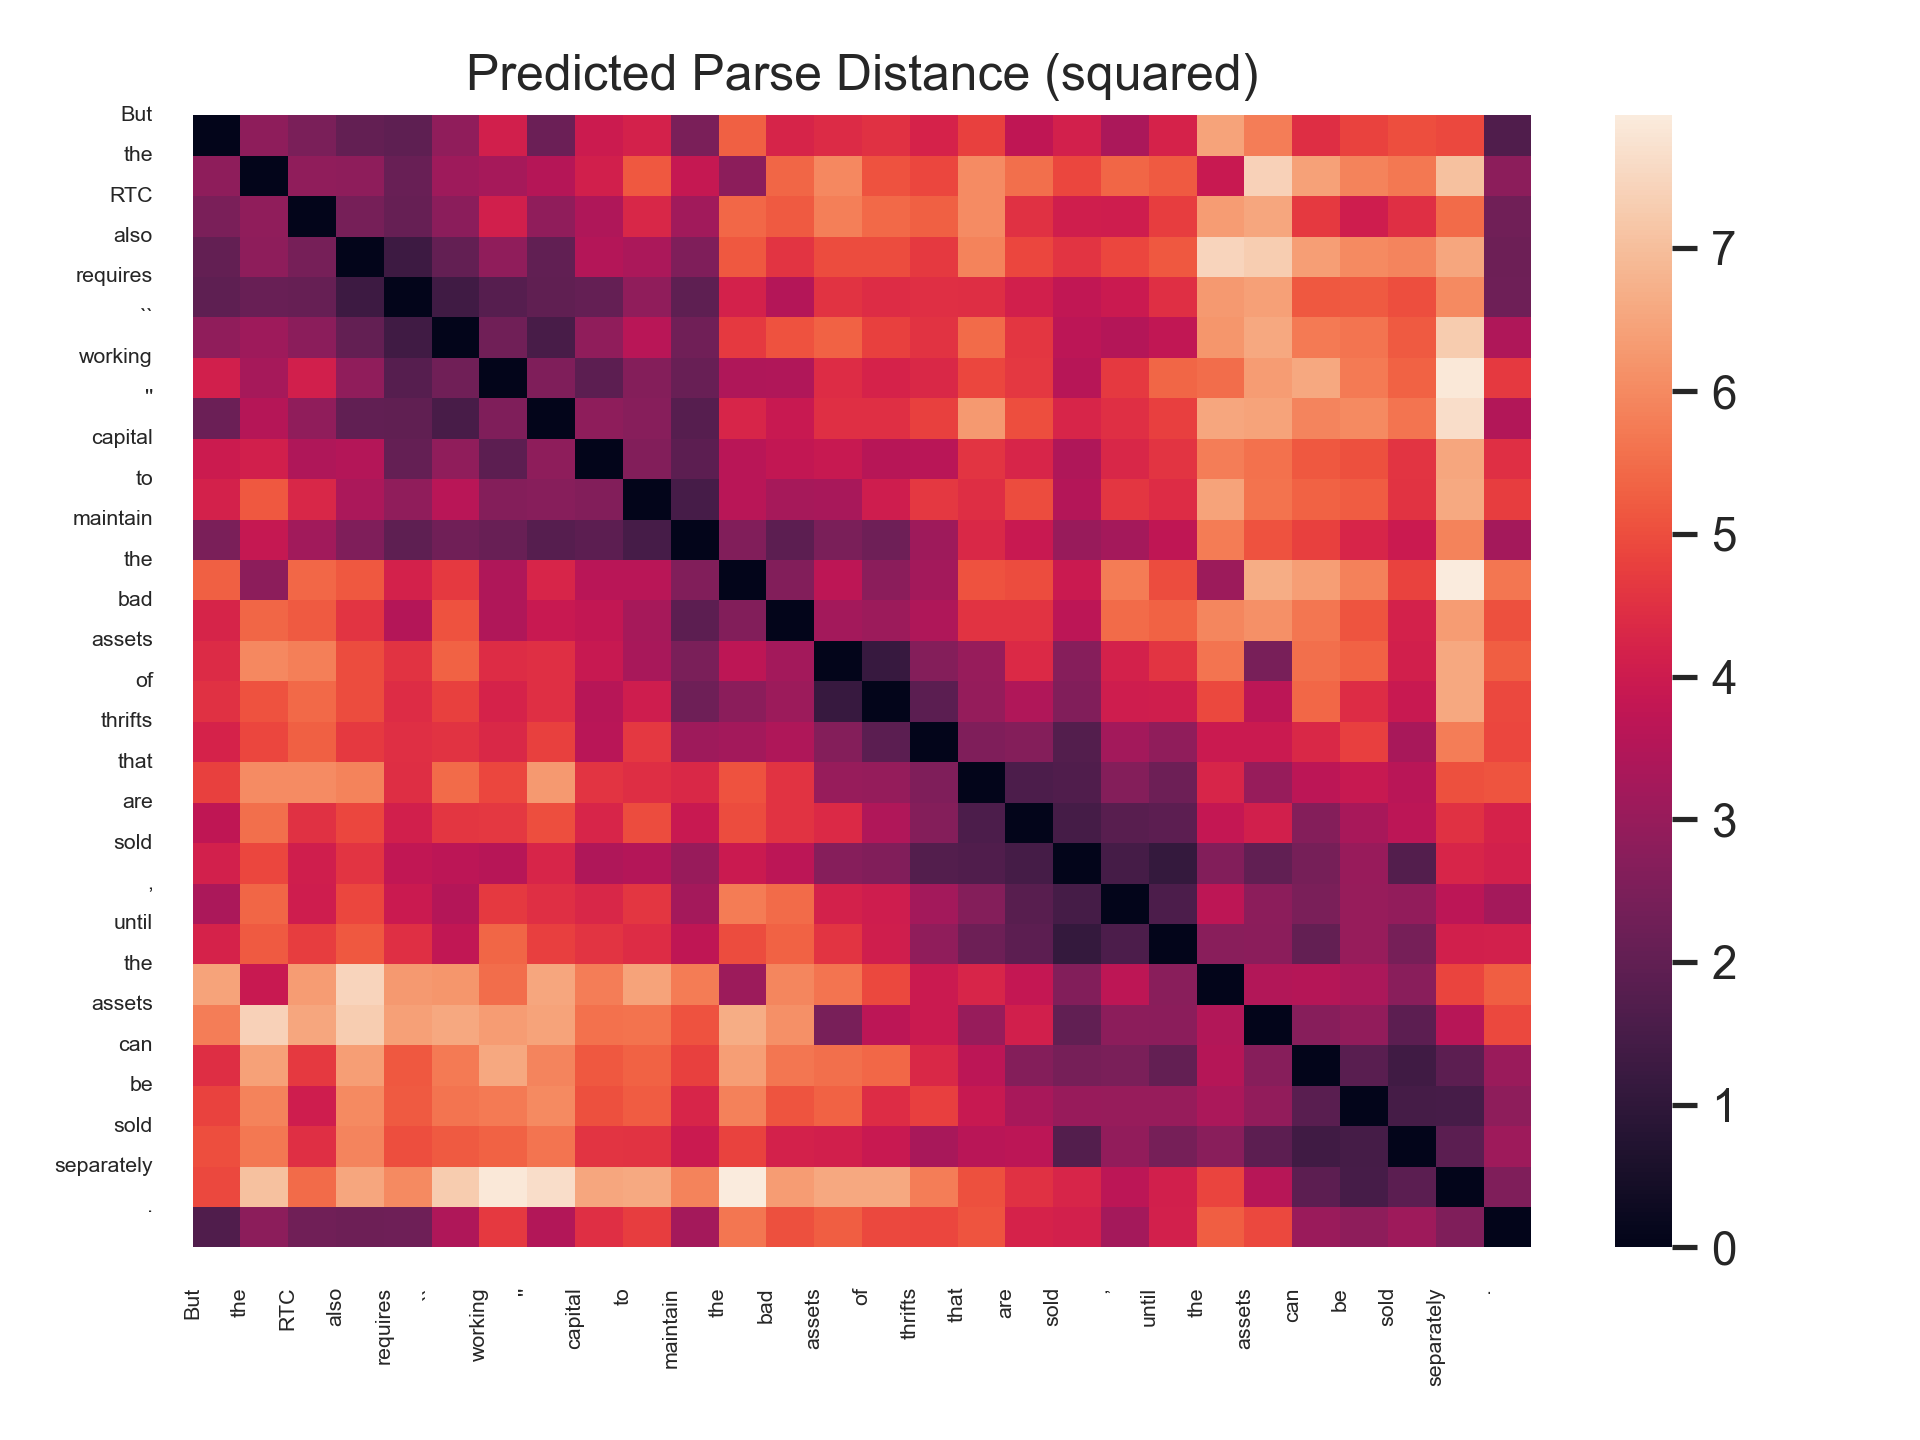 Predicted Parse Distance (squared)
But
the
RTC
also
requires
``
working
''
capital
to
maintain
the
bad
assets
of
thrifts
that
are
sold
,
until
the
assets
can
be
sold
separately
.
7
6
5
4
3
2
1
0
But the RTC also requires `` working '' capital to maintain the bad assets of thrifts that are sold , until the assets can be sold separately .